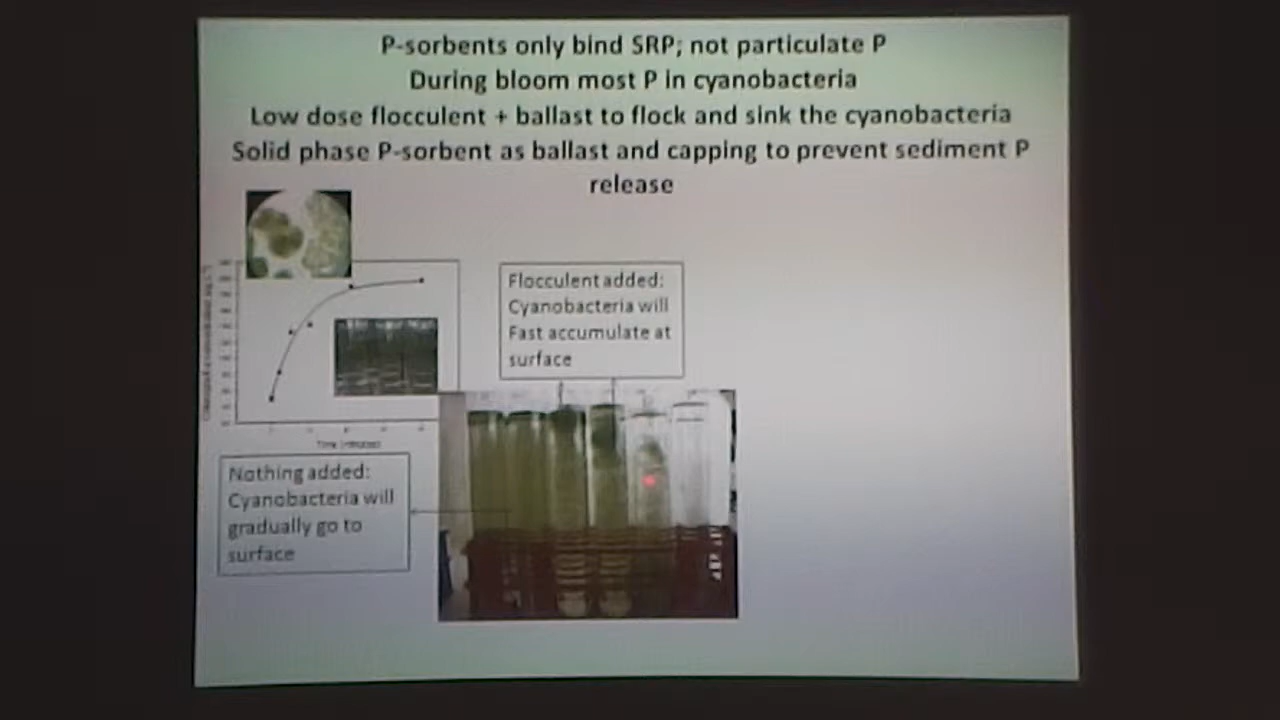 P-sorbents only bind SRP; not particulate P
During bloom most P in cyanobacteria
Low dose flocculent + ballast to flock and sink the cyanobacteria
Solid phase P-sorbent as ballast and capping to prevent sediment P
release
Flocculent added:
Cyanobacteria will
Fast accumulate at
surface
Time (minutes)
Nothing added:
Cyanobacteria will
gradually go to
surface